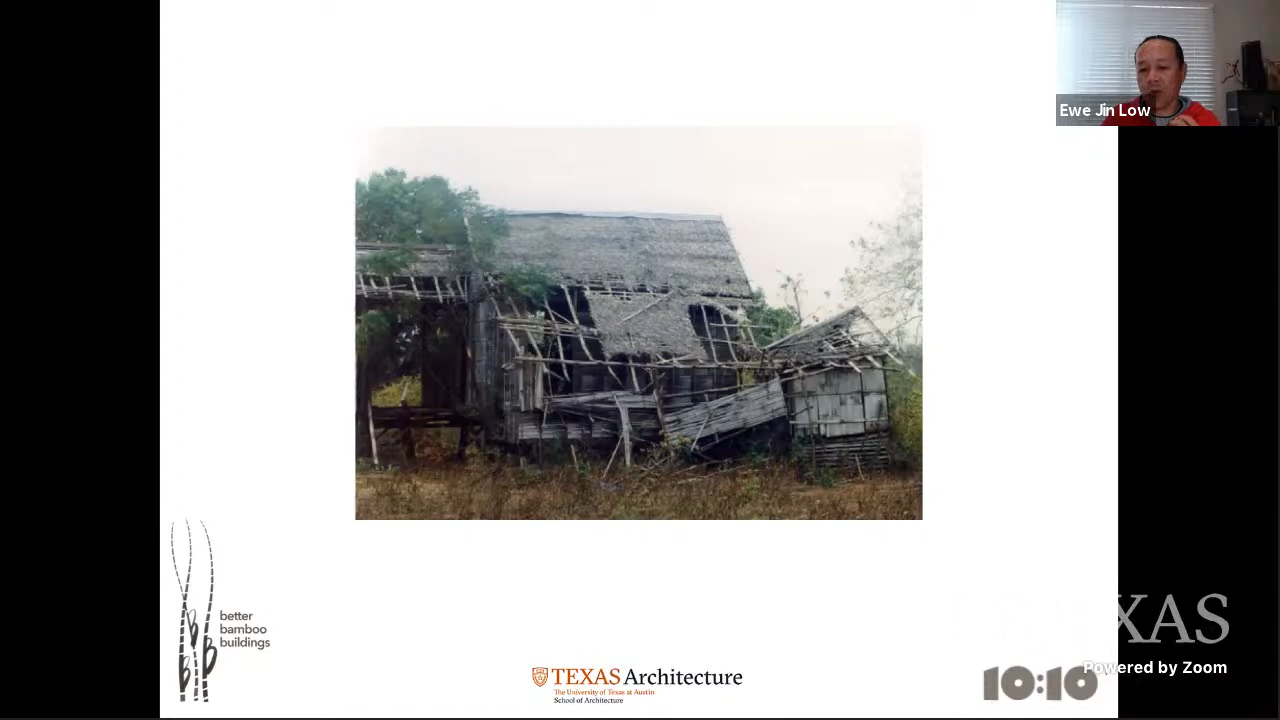 Ewe Jin Low
better
bamboo
buildings
TEXAS Architecture
The University of Texas at Austin
School of Architecture
10:10
XAS
Powered by Zoom